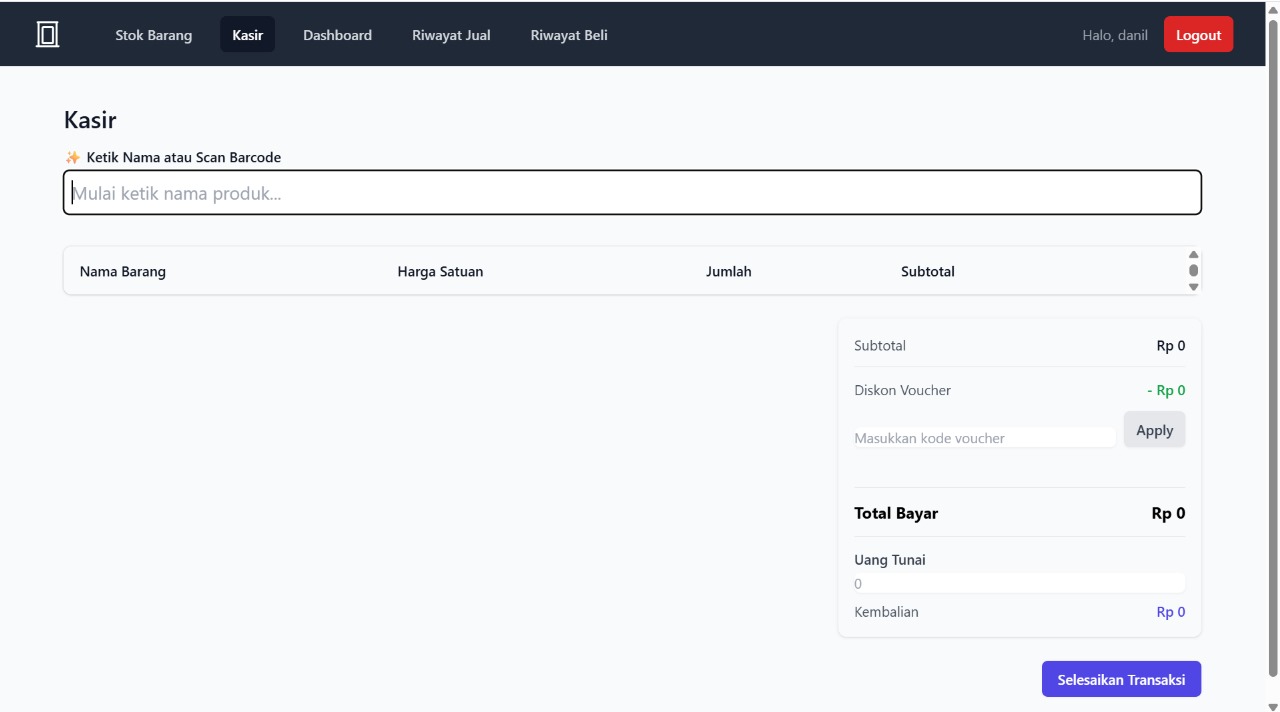 Stok Barang Kasir Dashboard Riwayat Jual Riwayat Beli Halo, danil Logout
Kasir
✨ Ketik Nama atau Scan Barcode
Mulai ketik nama produk...
Nama Barang Harga Satuan Jumlah Subtotal
Subtotal Rp 0
Diskon Voucher - Rp 0
Masukkan kode voucher Apply
Total Bayar Rp 0
Uang Tunai
0
Kembalian Rp 0
Selesaikan Transaksi